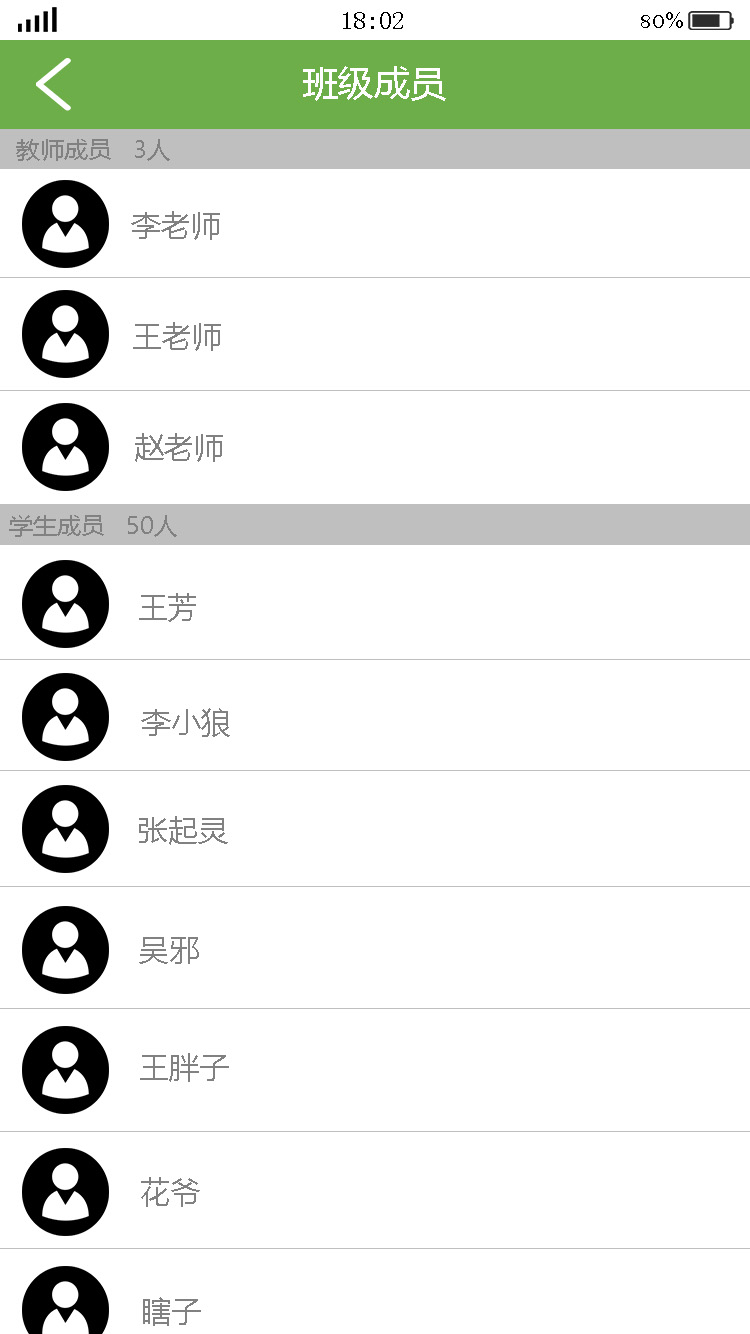 18:02 80%
班级成员
教师成员 3人
李老师
王老师
赵老师
学生成员 50人
王芳
李小狼
张起灵
吴邪
王胖子
花爷
瞎子